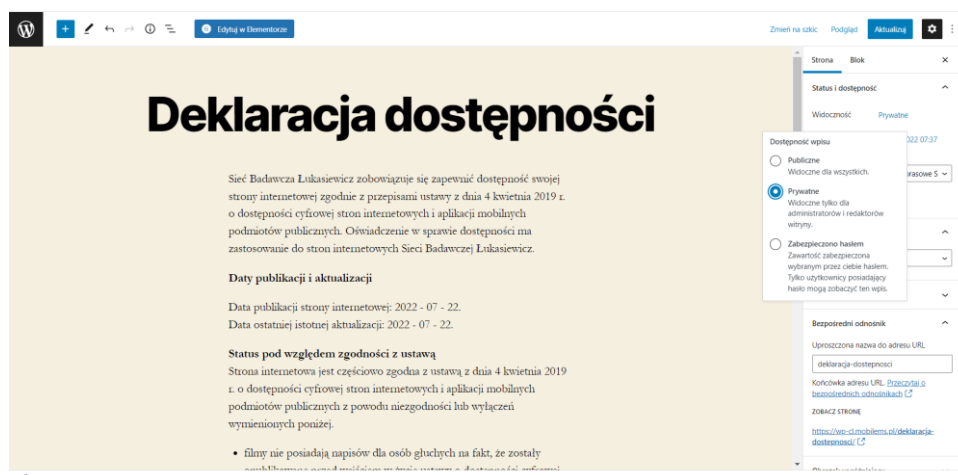 Edytuj w Elementorze
Zmień na szkic Podgląd Aktualizuj
Deklaracja dostępności
Sieć Badawcza Łukasiewicz zobowiązuje się zapewnić dostępność swojej
strony internetowej zgodnie z przepisami ustawy z dnia 4 kwietnia 2019 r.
o dostępności cyfrowej stron internetowych i aplikacji mobilnych
podmiotów publicznych. Oświadczenie w sprawie dostępności ma
zastosowanie do stron internetowych Sieci Badawczej Łukasiewicz.
Daty publikacji i aktualizacji
Data publikacji strony internetowej: 2022 - 07 - 22.
Data ostatniej istotnej aktualizacji: 2022 - 07 - 22.
Status pod względem zgodności z ustawą
Strona internetowa jest częściowo zgodna z ustawą z dnia 4 kwietnia 2019
r. o dostępności cyfrowej stron internetowych i aplikacji mobilnych
podmiotów publicznych z powodu niezgodności lub wyłączeń
wymienionych poniżej.
• filmy nie posiadają napisów dla osób głuchych na fakt, że zostały
Strona Blok
Status i dostępność
Widoczność Prywatne
022 07:37
Dostępność wpisu
Publiczne
Widoczne dla wszystkich.
Prywatne
Widoczne tylko dla
administratorów i redaktorów
witryny.
Zabezpieczono hasłem
Zawartość zabezpieczona
wybranym przez ciebie hasłem.
Tylko użytkownicy posiadający
hasło mogą zobaczyć ten wpis.
Bezpośredni odnośnik
Uproszczona nazwa do adresu URL
deklaracja-dostepnosci
Końcówka adresu URL. Przeczytaj o
bezpośrednich odnośnikach
ZOBACZ STRONĘ
https://wp-cl.mobilems.pl/deklaracja-
dostepnosci/